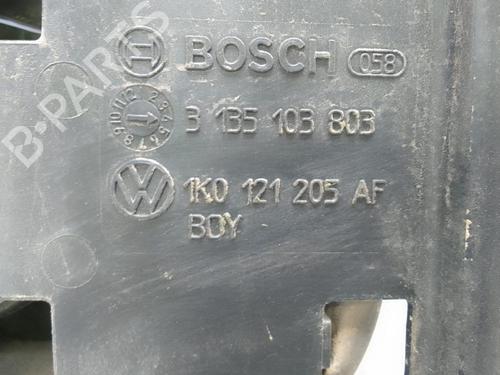 BOSCH 058
3 135 103 803
1K0 121 205 AF
BOY
B-PARTS